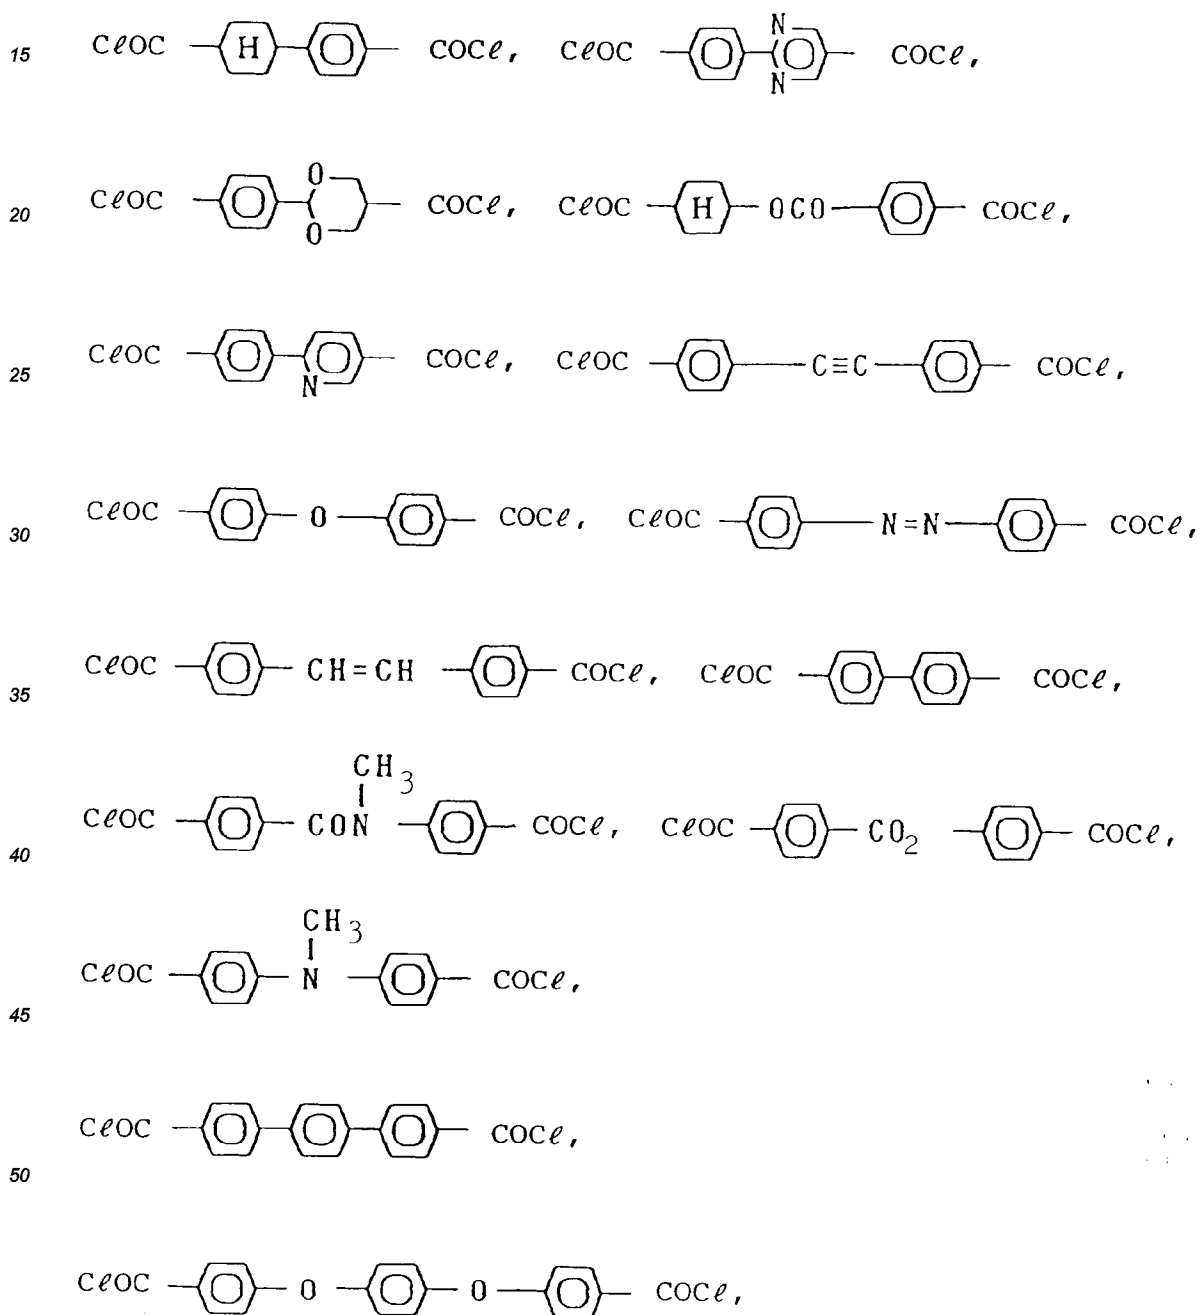 15 CℓOC H COCℓ, CℓOC N N COCℓ,
20 CℓOC O O COCℓ, CℓOC H OCO COCℓ,
25 CℓOC N COCℓ, CℓOC C≡C COCℓ,
30 CℓOC O COCℓ, CℓOC N=N COCℓ,
35 CℓOC CH=CH COCℓ, CℓOC COCℓ,
CH3
40 CℓOC CON COCℓ, CℓOC CO2 COCℓ,
CH3
45 CℓOC N COCℓ,
50 CℓOC COCℓ,
CℓOC O O COCℓ,